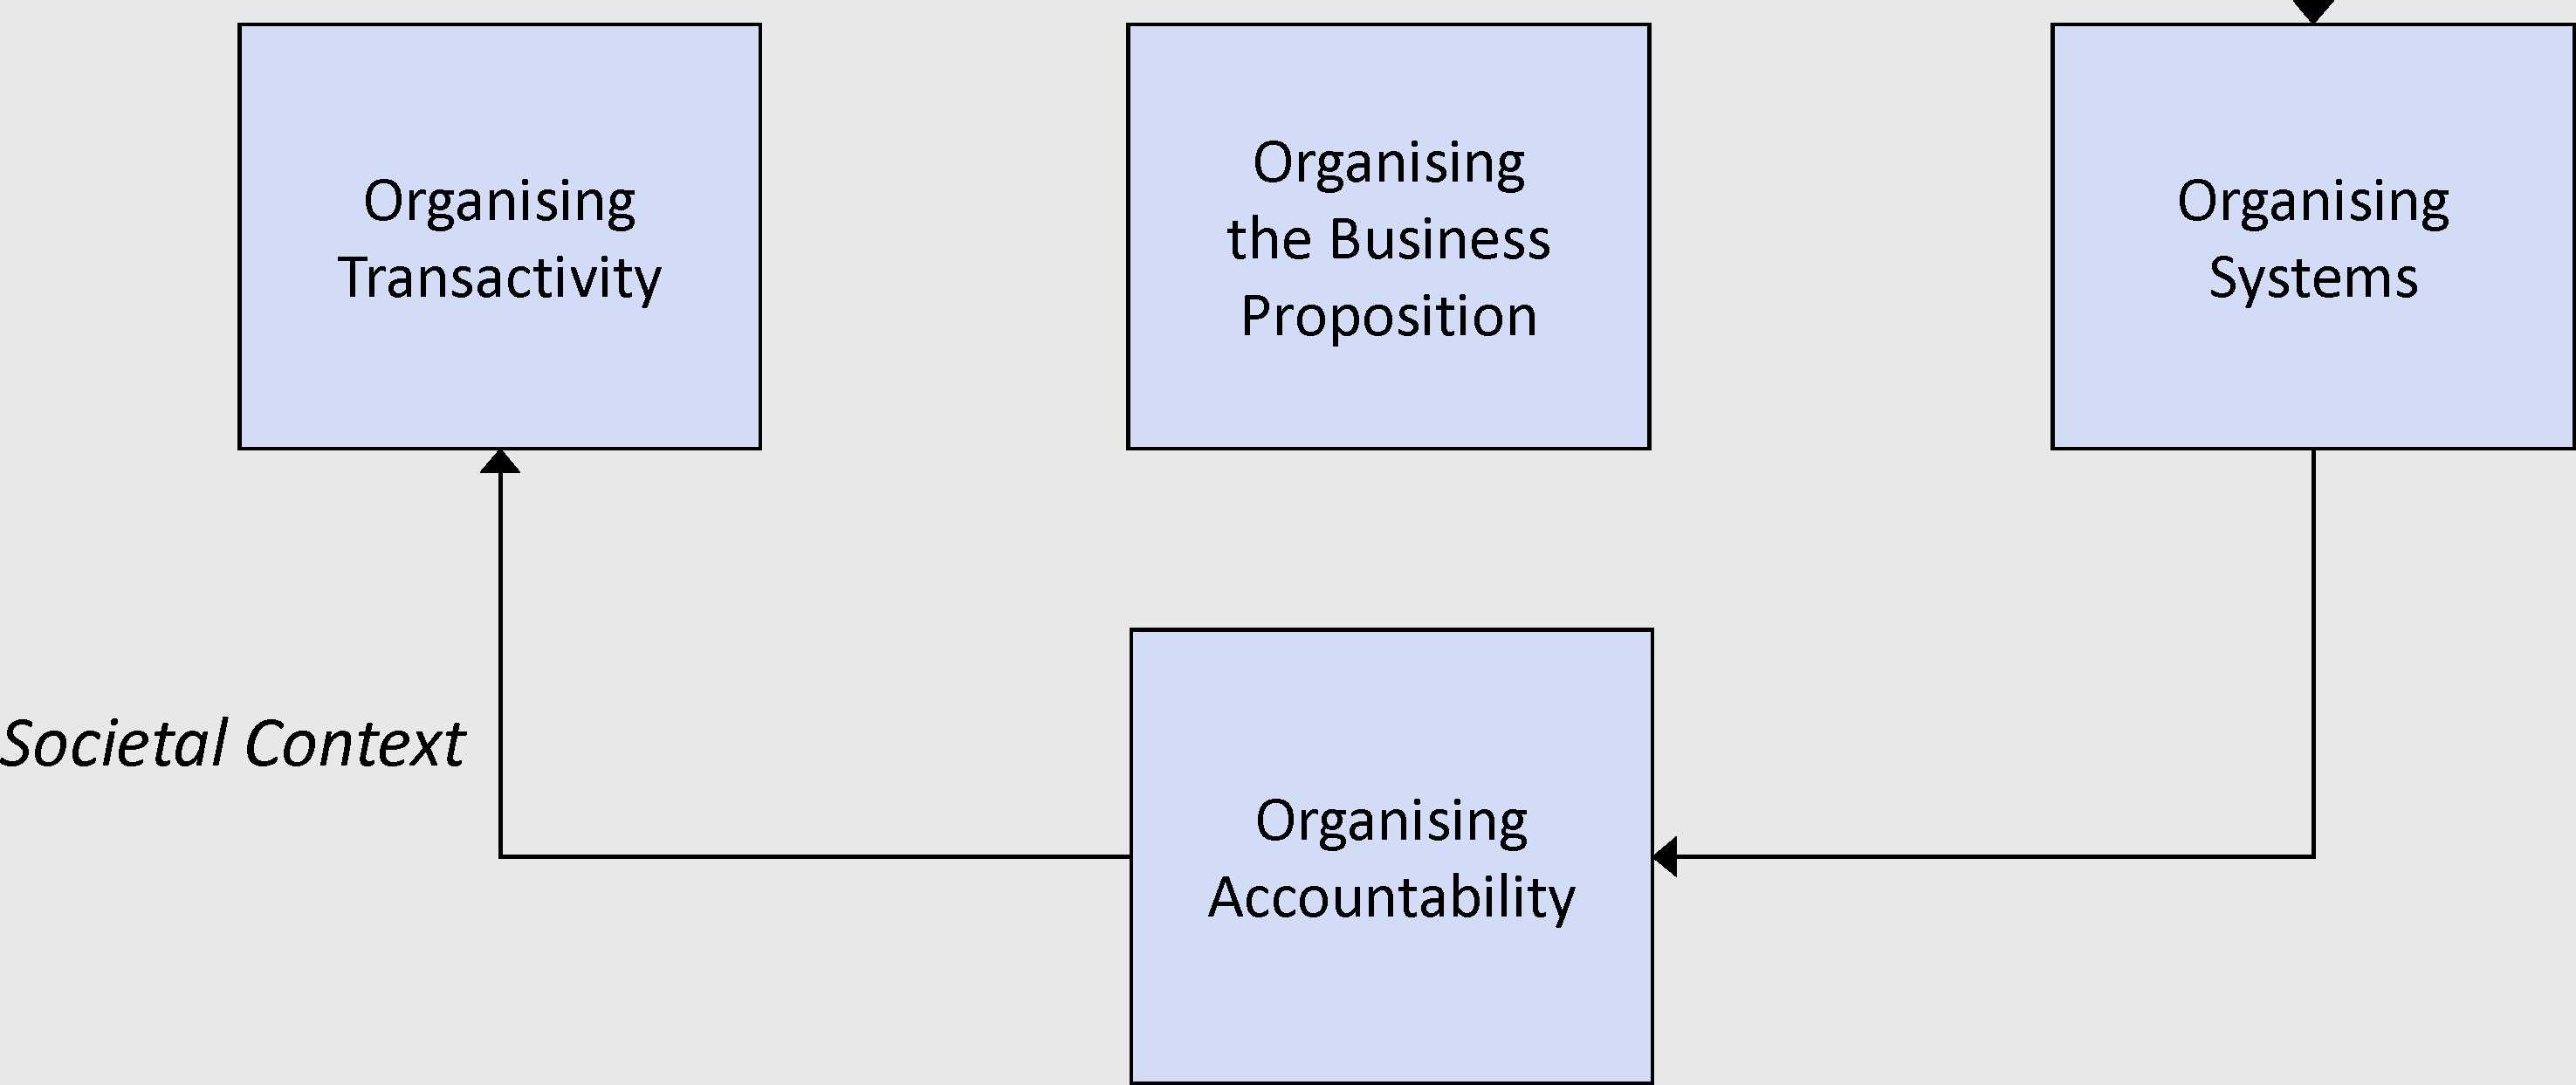 Organising
Transactivity
Organising
the Business
Proposition
Organising
Systems
Societal Context
Organising
Accountability